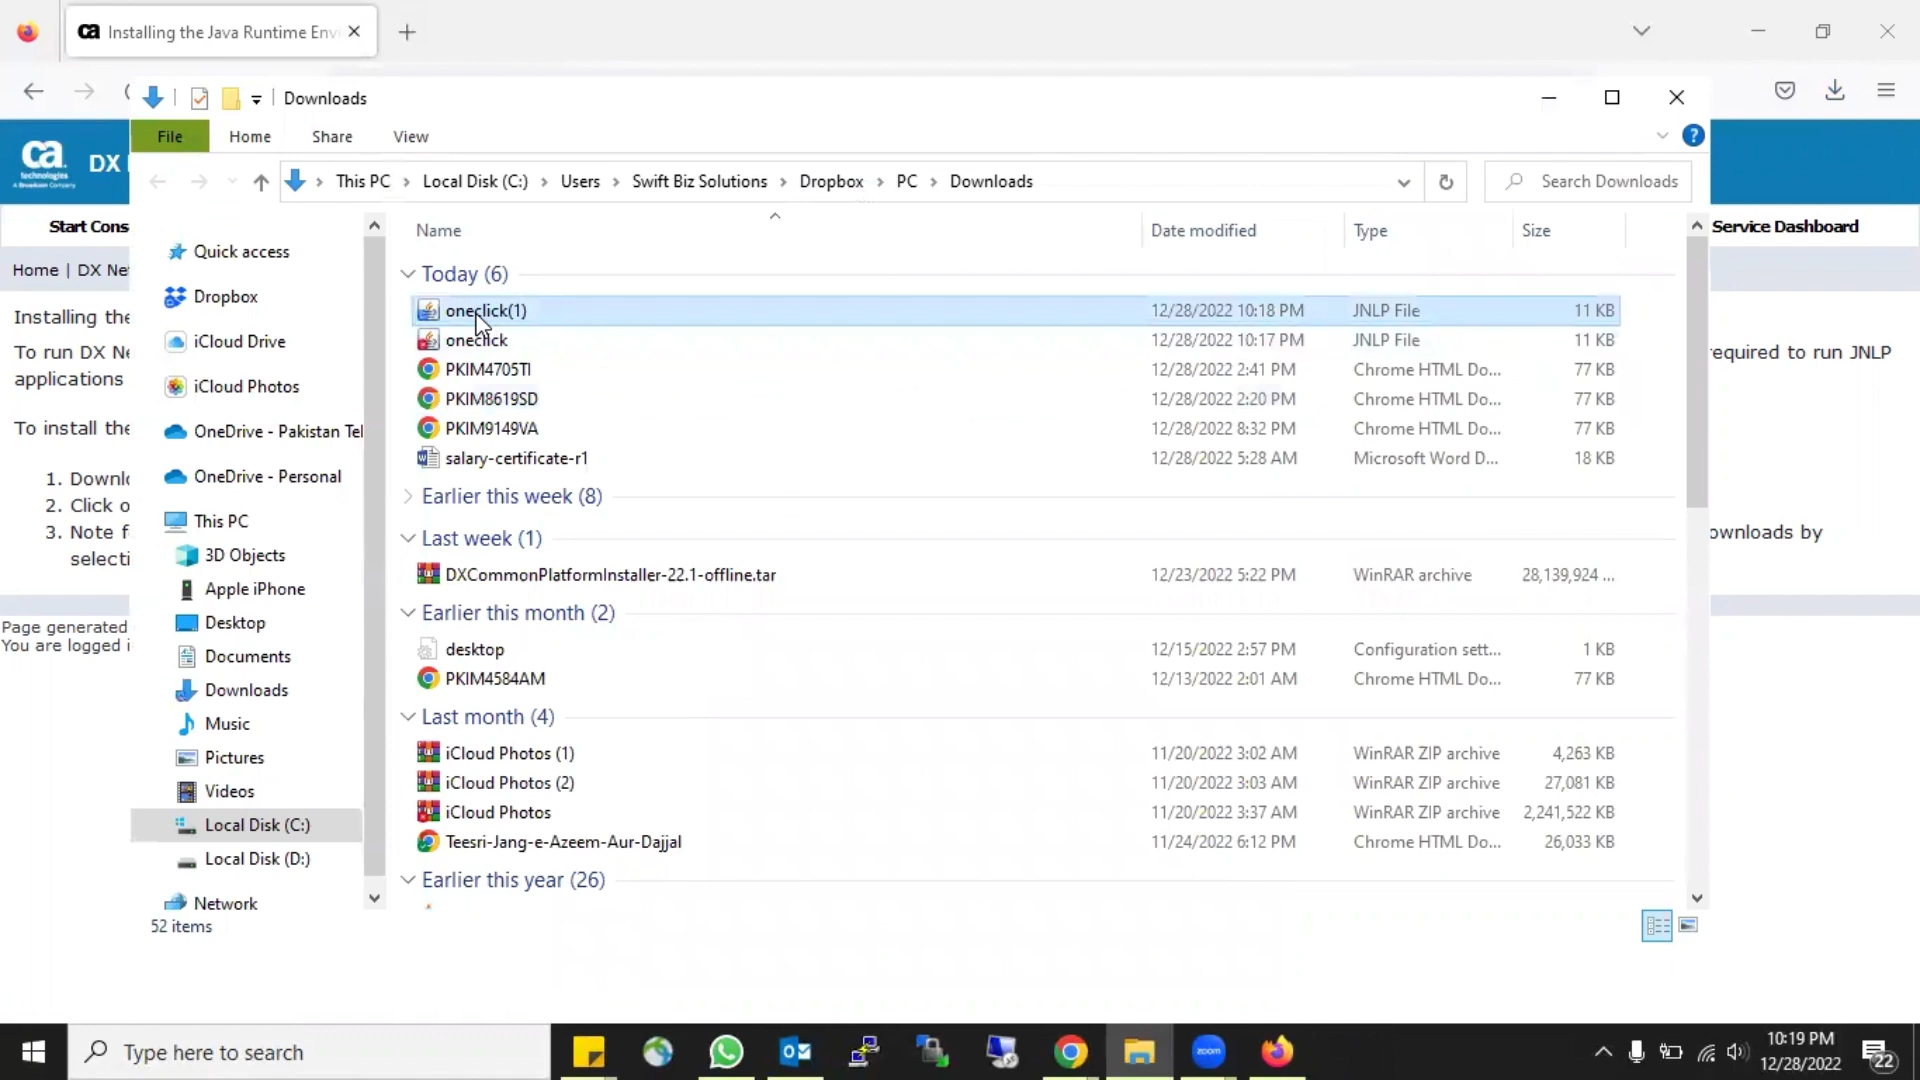 ca Installing the Java Runtime Envi
Downloads
ca
technologies
A Broadcom Company
DX
File Home Share View
This PC > Local Disk (C:) > Users > Swift Biz Solutions > Dropbox > PC > Downloads
Search Downloads
Start Cons
Service Dashboard
Home | DX Ne
Name Date modified Type Size
Quick access
Dropbox
iCloud Drive
iCloud Photos
OneDrive - Pakistan Tel
OneDrive - Personal
This PC
3D Objects
Apple iPhone
Desktop
Documents
Downloads
Music
Pictures
Videos
Local Disk (C:)
Local Disk (D:)
Network
52 items
Today (6)
oneclick(1) 12/28/2022 10:18 PM JNLP File 11 KB
oneclick 12/28/2022 10:17 PM JNLP File 11 KB
PKIM4705TI 12/28/2022 2:41 PM Chrome HTML Do... 77 KB
PKIM8619SD 12/28/2022 2:20 PM Chrome HTML Do... 77 KB
PKIM9149VA 12/28/2022 8:32 PM Chrome HTML Do... 77 KB
salary-certificate-r1 12/28/2022 5:28 AM Microsoft Word D... 18 KB
Earlier this week (8)
Last week (1)
DXCommonPlatformInstaller-22.1-offline.tar 12/23/2022 5:22 PM WinRAR archive 28,139,924 ...
Earlier this month (2)
desktop 12/15/2022 2:57 PM Configuration sett... 1 KB
PKIM4584AM 12/13/2022 2:01 AM Chrome HTML Do... 77 KB
Last month (4)
iCloud Photos (1) 11/20/2022 3:02 AM WinRAR ZIP archive 4,263 KB
iCloud Photos (2) 11/20/2022 3:03 AM WinRAR ZIP archive 27,081 KB
iCloud Photos 11/20/2022 3:37 AM WinRAR ZIP archive 2,241,522 KB
Teesri-Jang-e-Azeem-Aur-Dajjal 11/24/2022 6:12 PM Chrome HTML Do... 26,033 KB
Earlier this year (26)
Installing the
To run DX Ne
required to run JNLP
applications
To install the
1. Downl
2. Click o
3. Note f
ownloads by
selecti
Page generated
You are logged i
Type here to search
zoom
10:19 PM
12/28/2022
22